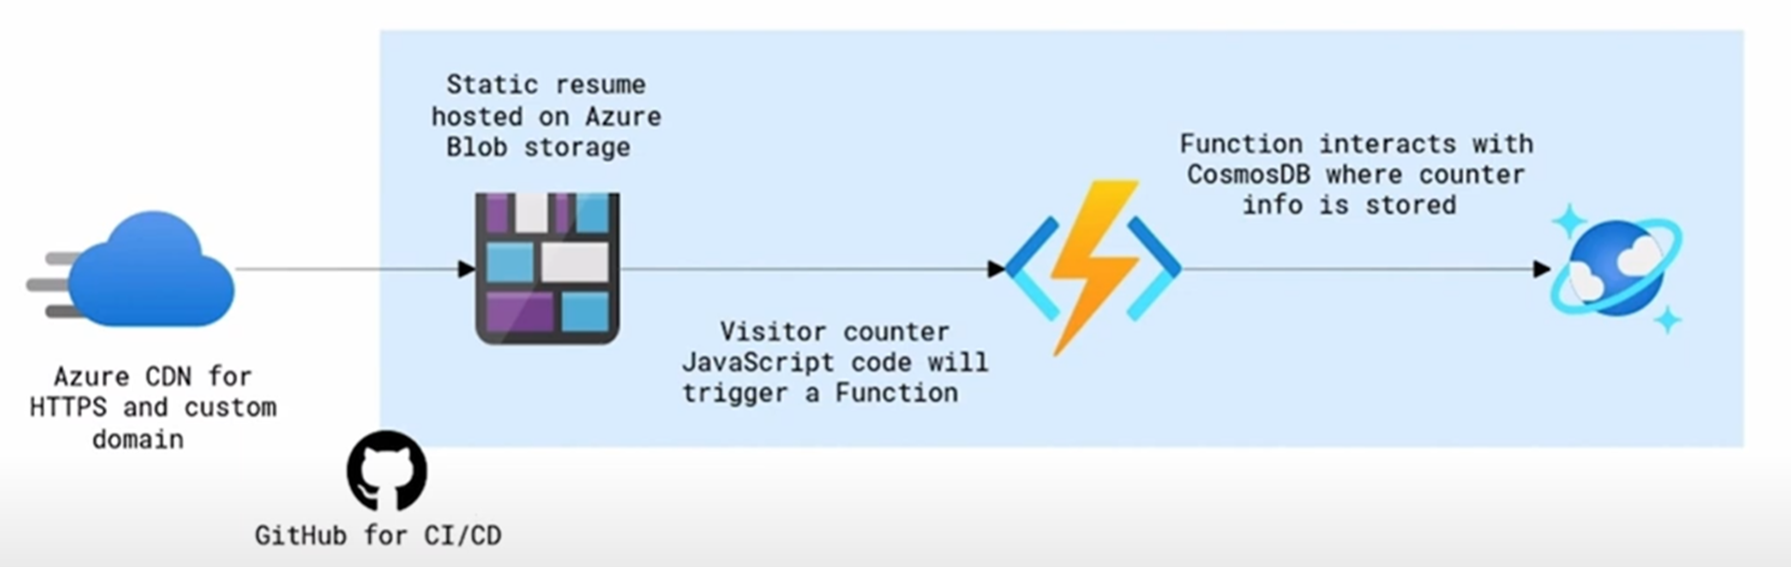 Static resume
hosted on Azure
Blob storage
Function interacts with
CosmosDB where counter
info is stored
Visitor counter
JavaScript code will
trigger a Function
Azure CDN for
HTTPS and custom
domain
GitHub for CI/CD